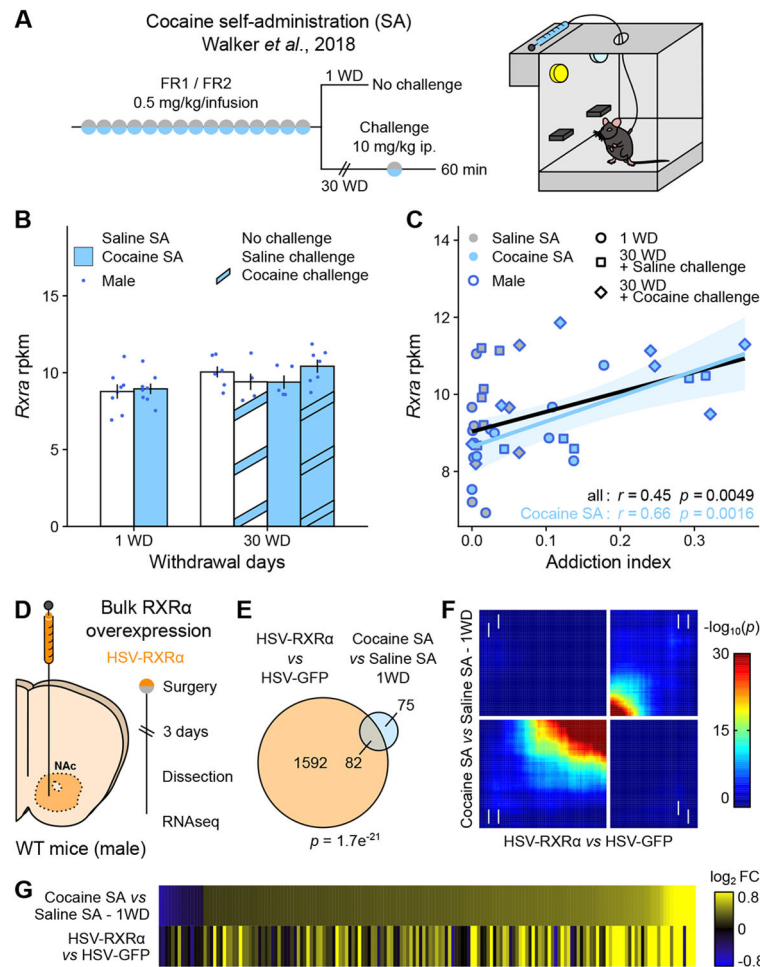 A
Cocaine self-administration (SA)
Walker et al., 2018
FR1 / FR2
0.5 mg/kg/infusion
1 WD
No challenge
Challenge
10 mg/kg ip.
60 min
30 WD
B
Saline SA
Cocaine SA
Male
No challenge
Saline challenge
Cocaine challenge
Rxra rpkm
15
10
5
0
1 WD
30 WD
Withdrawal days
C
Saline SA
Cocaine SA
Male
1 WD
30 WD
+ Saline challenge
30 WD
+ Cocaine challenge
Rxra rpkm
14
12
10
8
all : r = 0.45 p = 0.0049
Cocaine SA : r = 0.66 p = 0.0016
0.0
0.1
0.2
0.3
Addiction index
D
Bulk RXRα
overexpression
HSV-RXRα
Surgery
3 days
Dissection
RNAseq
NAc
WT mice (male)
E
HSV-RXRα
vs
HSV-GFP
Cocaine SA
vs Saline SA
1WD
75
1592
82
p = 1.7e-21
F
Cocaine SA vs Saline SA - 1WD
HSV-RXRα vs HSV-GFP
-log10(p)
30
15
0
G
Cocaine SA vs
Saline SA - 1WD
HSV-RXRα
vs HSV-GFP
log2 FC
0.8
0
-0.8